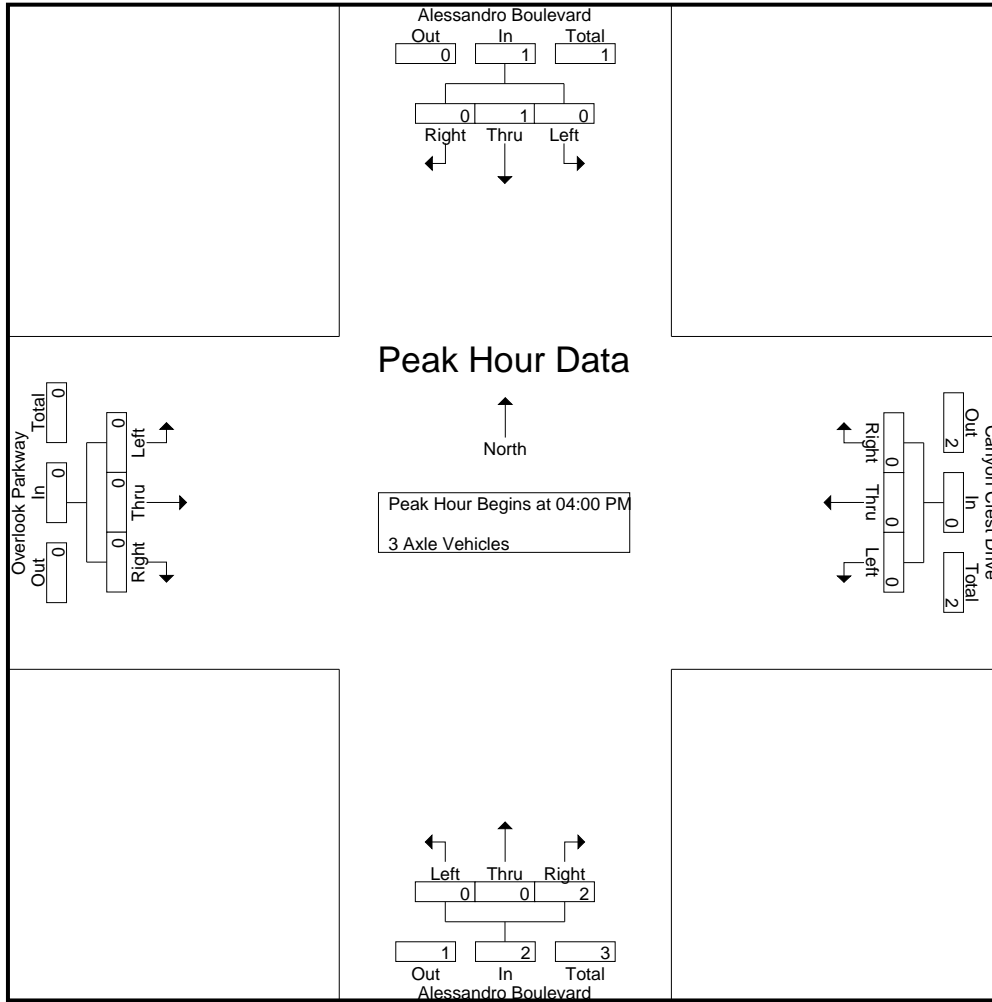 Alessandro Boulevard
Out In Total
0 1 1
0 1 0
Right Thru Left
Peak Hour Data
North
Peak Hour Begins at 04:00 PM
3 Axle Vehicles
Overlook Parkway
Total In Out
0 0 0
0 0 0
Left Thru Right
Canyon Crest Drive
Out In Total
2 0 2
0 0 0
Right Thru Left
Left Thru Right
0 0 2
1 2 3
Out In Total
Alessandro Boulevard